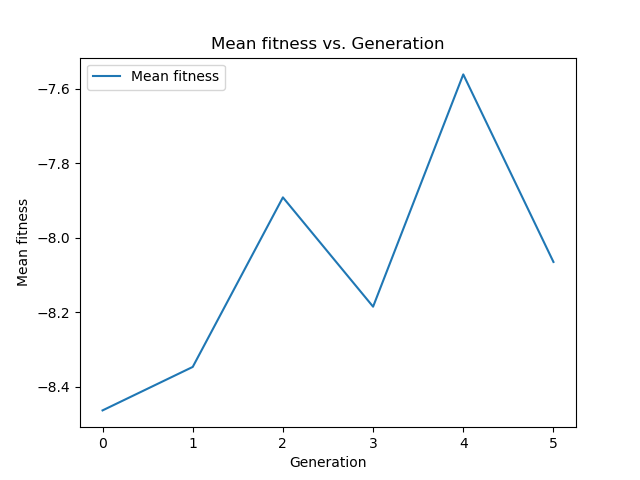 Mean fitness vs. Generation
Mean fitness
−7.6
−7.8
−8.0
−8.2
−8.4
Mean fitness
0 1 2 3 4 5
Generation